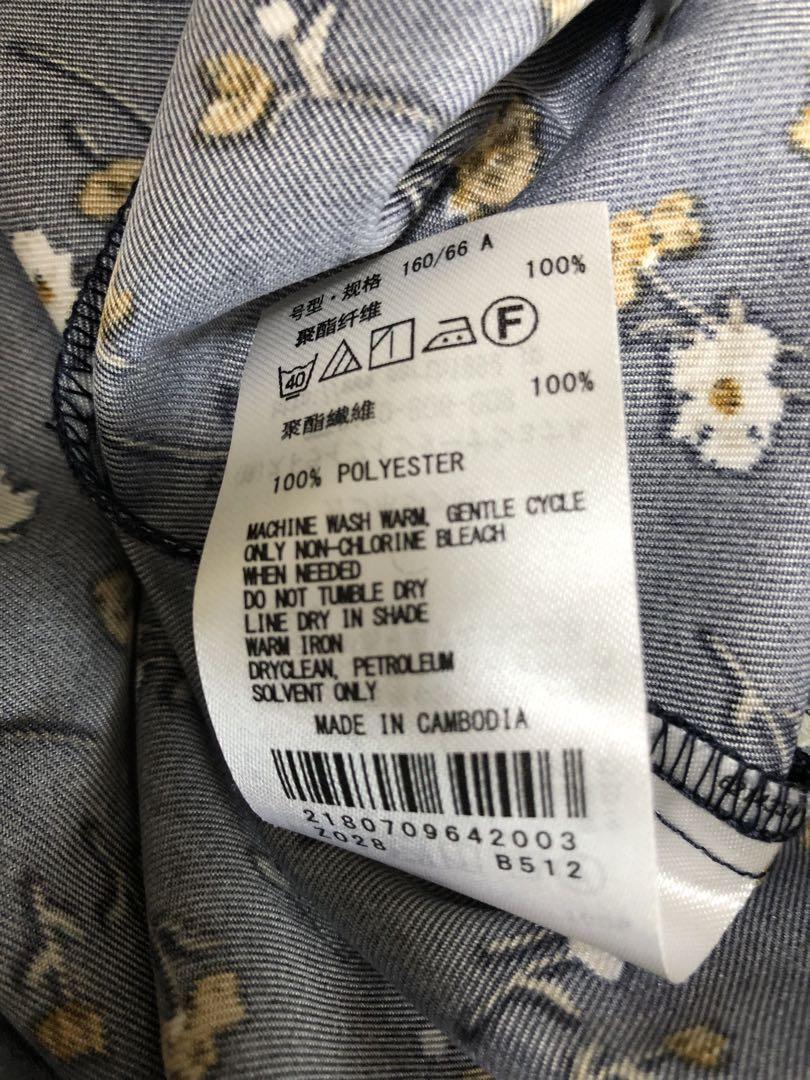 号型·规格 160/66 A
聚酯纤维 100%
40 F
聚酯纖維 100%
100% POLYESTER
MACHINE WASH WARM, GENTLE CYCLE
ONLY NON-CHLORINE BLEACH
WHEN NEEDED
DO NOT TUMBLE DRY
LINE DRY IN SHADE
WARM IRON
DRYCLEAN, PETROLEUM
SOLVENT ONLY
MADE IN CAMBODIA
2180709642003
Z028 B512